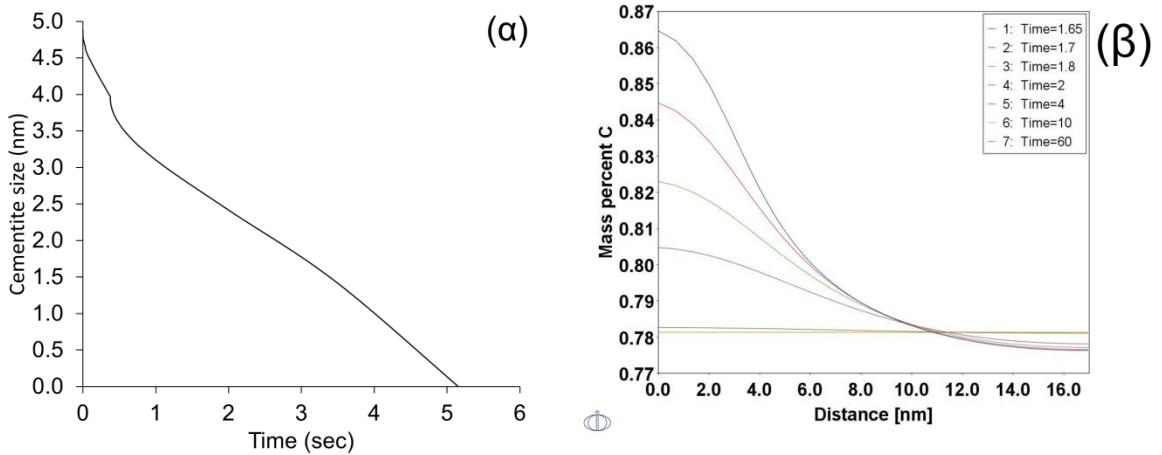 (α)
5.0
4.5
4.0
3.5
3.0
2.5
2.0
1.5
1.0
0.5
0.0
Cementite size (nm)
0 1 2 3 4 5 6
Time (sec)
(β)
0.87
0.86
0.85
0.84
0.83
0.82
0.81
0.80
0.79
0.78
0.77
Mass percent C
1: Time=1.65
2: Time=1.7
3: Time=1.8
4: Time=2
5: Time=4
6: Time=10
7: Time=60
0.0 2.0 4.0 6.0 8.0 10.0 12.0 14.0 16.0
Distance [nm]